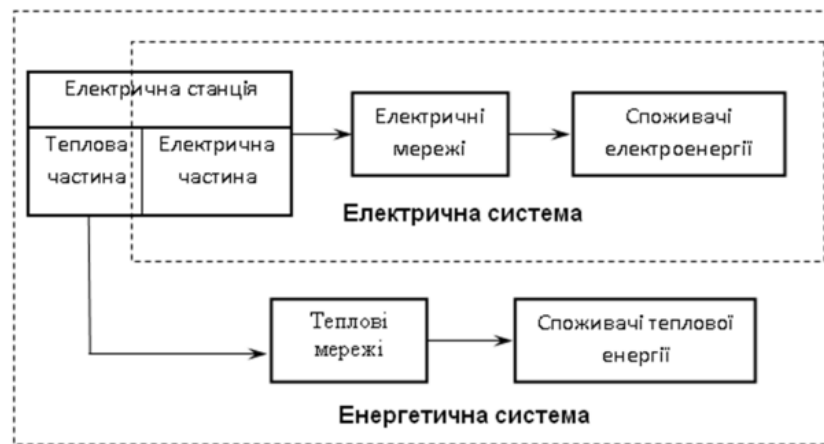 Електрична станція
Теплова
частина
Електрична
частина
Електричні
мережі
Споживачі
електроенергії
Електрична система
Теплові
мережі
Споживачі теплової
енергії
Енергетична система